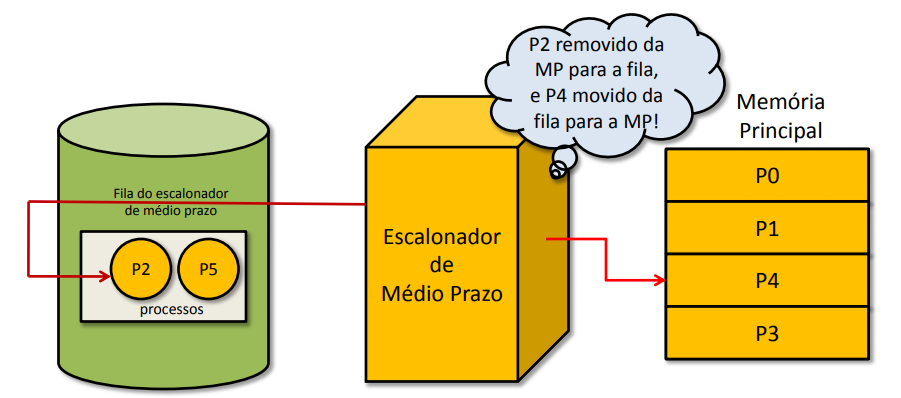 P2 removido da
MP para a fila,
e P4 movido da
fila para a MP!
Memória
Principal
Fila do escalonador
de médio prazo
P2
P5
processos
Escalonador
de
Médio Prazo
P0
P1
P4
P3